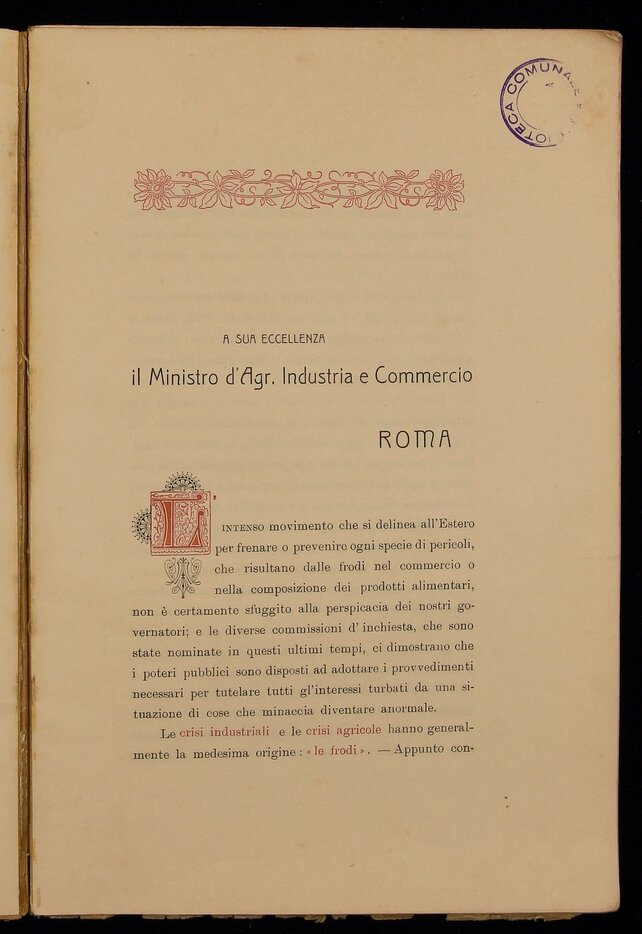 BIOTECA COMUNALE
A SUA ECCELLENZA
il Ministro d'Agr. Industria e Commercio
ROMA
L' INTENSO movimento che si delinea all'Estero
per frenare o prevenire ogni specie di pericoli,
che risultano dalle frodi nel commercio o
nella composizione dei prodotti alimentari,
non è certamente sfuggito alla perspicacia dei nostri go-
vernatori; e le diverse commissioni d' inchiesta, che sono
state nominate in questi ultimi tempi, ci dimostrano che
i poteri pubblici sono disposti ad adottare i provvedimenti
necessari per tutelare tutti gl'interessi turbati da una si-
tuazione di cose che minaccia diventare anormale.
Le crisi industriali e le crisi agricole hanno general-
mente la medesima origine : « le frodi ». — Appunto con-